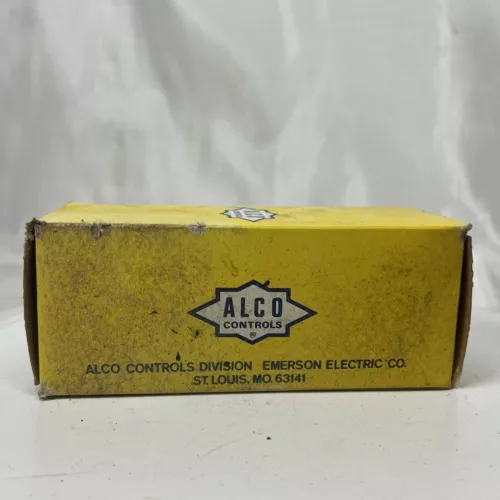 ALCO
CONTROLS
®
ALCO CONTROLS DIVISION EMERSON ELECTRIC CO.
ST. LOUIS, MO. 63141